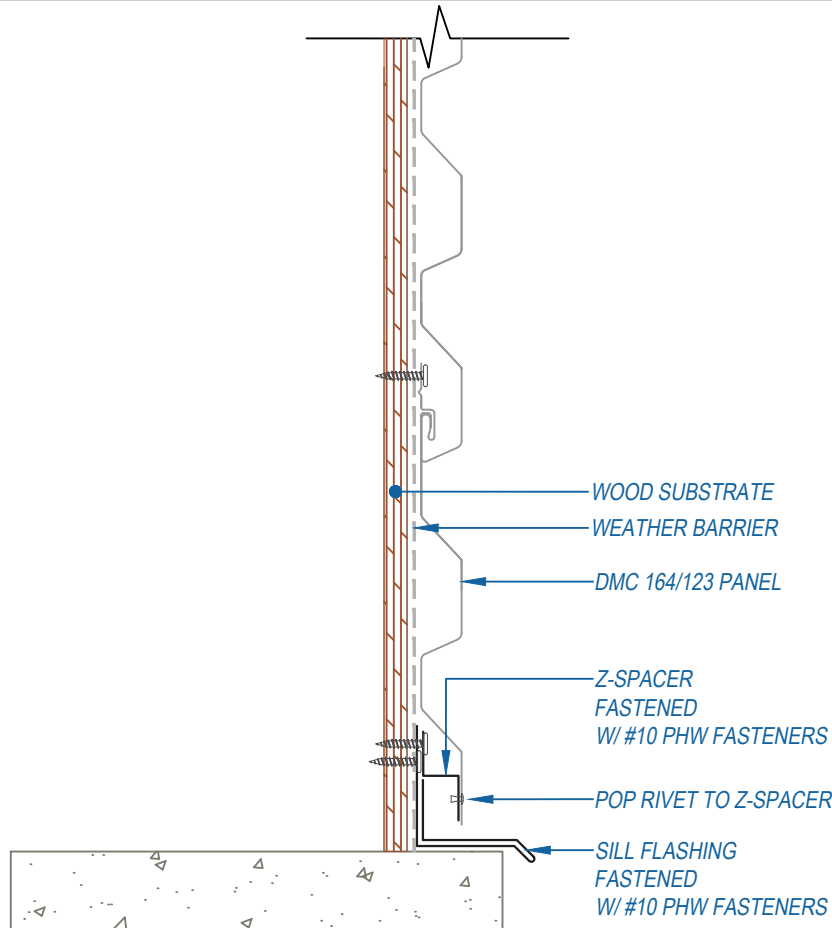 WOOD SUBSTRATE
WEATHER BARRIER
DMC 164/123 PANEL
Z-SPACER
FASTENED
W/ #10 PHW FASTENERS
POP RIVET TO Z-SPACER
SILL FLASHING
FASTENED
W/ #10 PHW FASTENERS